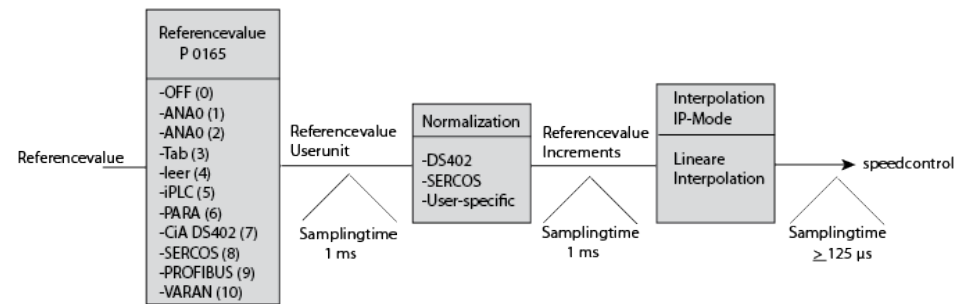 Referencevalue
Referencevalue
P 0165
-OFF (0)
-ANA0 (1)
-ANA0 (2)
-Tab (3)
-leer (4)
-iPLC (5)
-PARA (6)
-CiA DS402 (7)
-SERCOS (8)
-PROFIBUS (9)
-VARAN (10)
Referencevalue
Userunit
Samplingtime
1 ms
Normalization
-DS402
-SERCOS
-User-specific
Referencevalue
Increments
Samplingtime
1 ms
Interpolation
IP-Mode
Lineare
Interpolation
speedcontrol
Samplingtime
≥ 125 µs